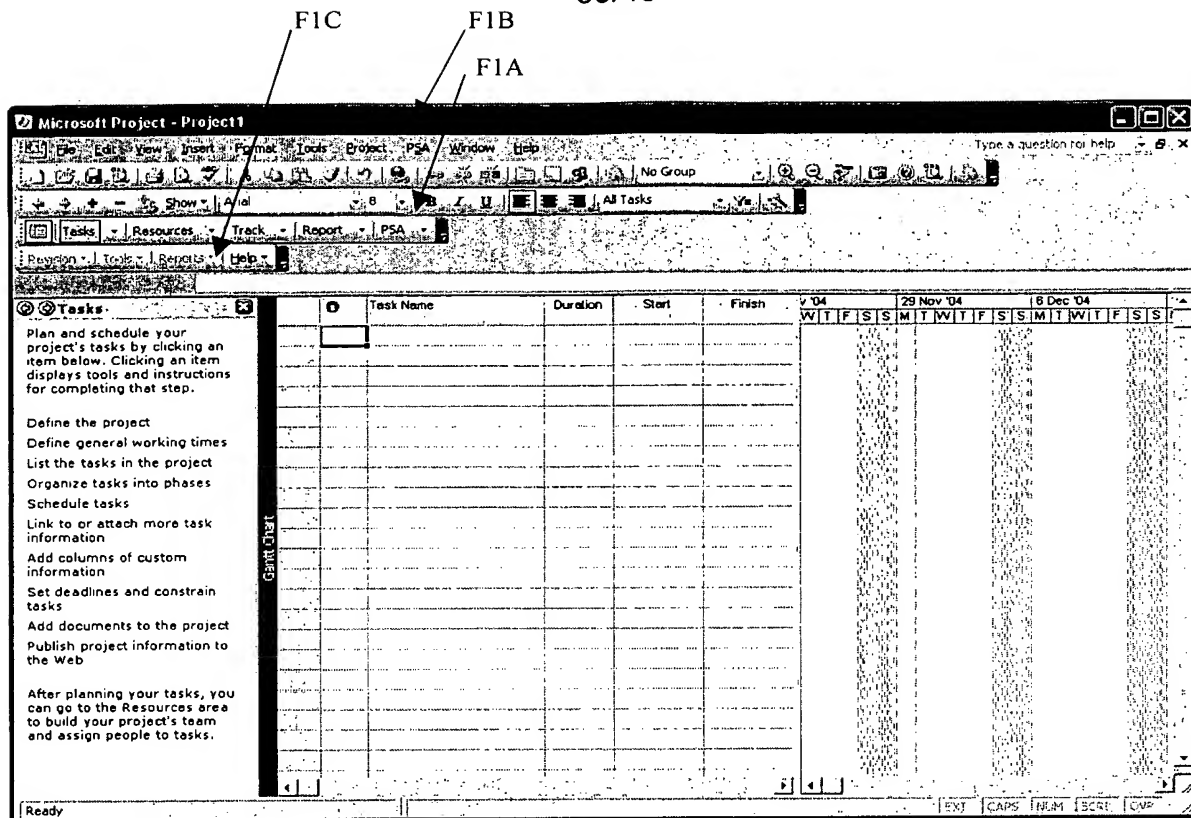 F1C F1B
F1A
Microsoft Project - Project1
File Edit View Insert Format Tools Project PSA Window Help Type a question for help
No Group
Show Arial 8 B I U All Tasks
Tasks Resources Track Report PSA
Revision Tools Reports Help
Tasks
Task Name Duration Start Finish
'04 29 Nov '04 6 Dec '04
W T F S S M T W T F S S M T W T F S S
Plan and schedule your
project's tasks by clicking an
item below. Clicking an item
displays tools and instructions
for completing that step.
Define the project
Define general working times
List the tasks in the project
Organize tasks into phases
Schedule tasks
Link to or attach more task
information
Add columns of custom
information
Set deadlines and constrain
tasks
Add documents to the project
Publish project information to
the Web
After planning your tasks, you
can go to the Resources area
to build your project's team
and assign people to tasks.
Gantt Chart
Ready EXT CAPS NUM SCRL OVR